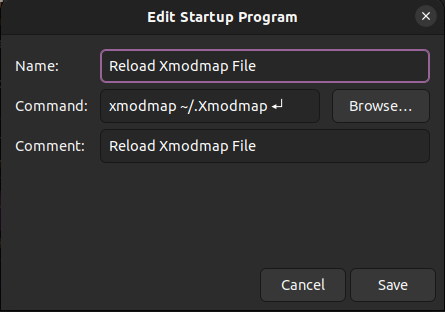 Edit Startup Program
Name: Reload Xmodmap File
Command: xmodmap ~/.Xmodmap ↵ Browse...
Comment: Reload Xmodmap File
Cancel Save